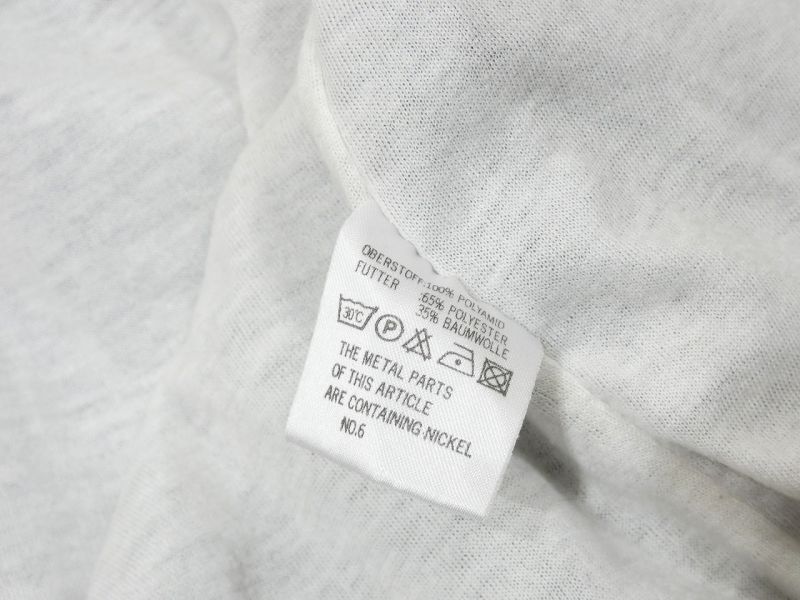 OBERSTOFF:100% POLYAMID
FUTTER :65% POLYESTER
35% BAUMWOLLE
30°C P
THE METAL PARTS
OF THIS ARTICLE
ARE CONTAINING NICKEL
NO.6